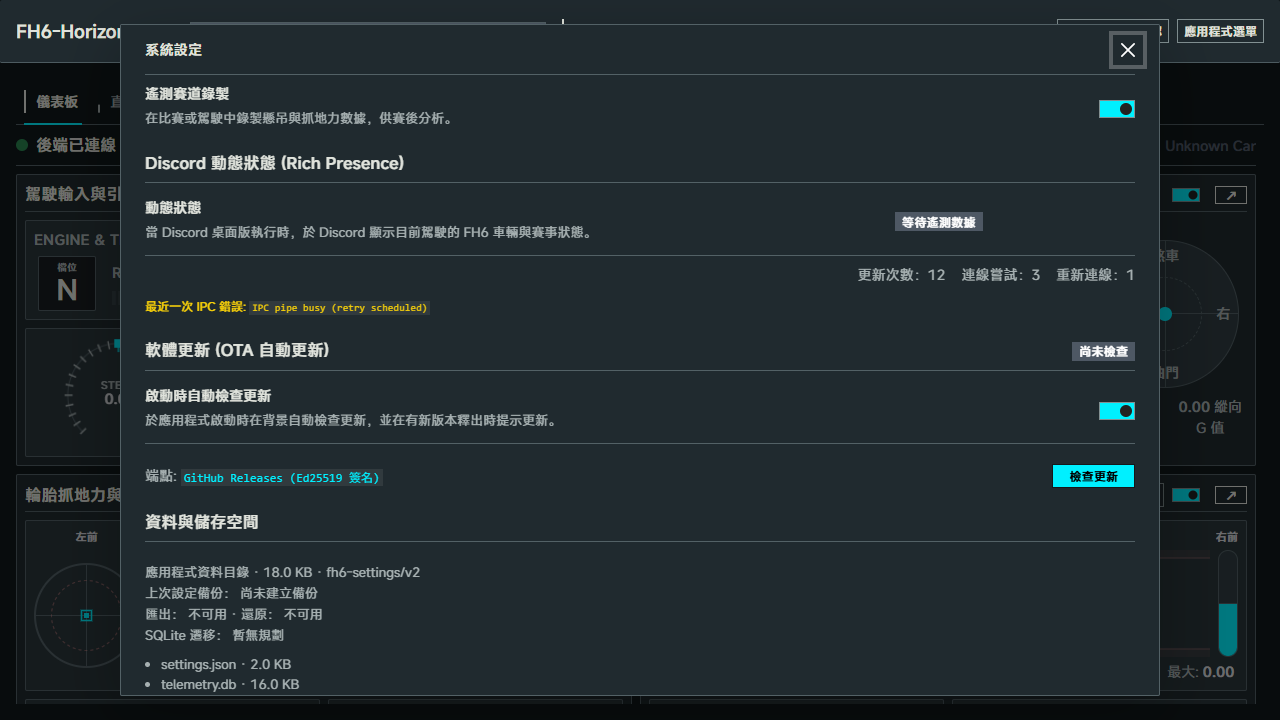 FH6-Horizon
應用程式選單
系統設定
儀表板
遙測賽道錄製
在比賽或駕駛中錄製懸吊與抓地力數據，供賽後分析。
後端已連線
Unknown Car
Discord 動態狀態 (Rich Presence)
駕駛輸入與引
動態狀態
當 Discord 桌面版執行時，於 Discord 顯示目前駕駛的 FH6 車輛與賽事狀態。
等待遙測數據
ENGINE & T
檔位
N
更新次數： 12 連線嘗試： 3 重新連線： 1
最近一次 IPC 錯誤: IPC pipe busy (retry scheduled)
右
軟體更新 (OTA 自動更新)
尚未檢查
啟動時自動檢查更新
於應用程式啟動時在背景自動檢查更新，並在有新版本釋出時提示更新。
0.00 縱向
G 值
端點: GitHub Releases (Ed25519 簽名)
檢查更新
輪胎抓地力與
資料與儲存空間
左前
右前
應用程式資料目錄 · 18.0 KB · fh6-settings/v2
上次設定備份： 尚未建立備份
匯出： 不可用 · 還原： 不可用
SQLite 遷移： 暫無規劃
settings.json · 2.0 KB
telemetry.db · 16.0 KB
最大: 0.00